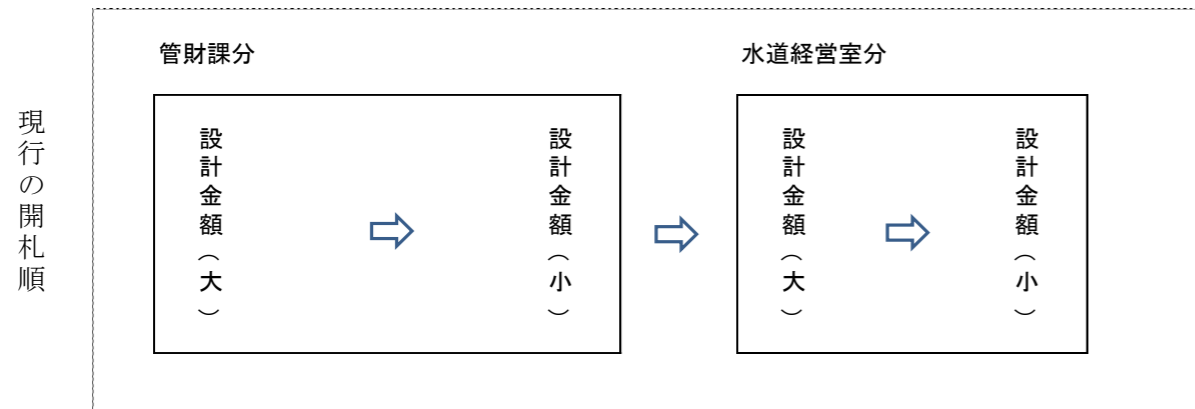 現行の開札順
管財課分
設計金額（大）
設計金額（小）
水道経営室分
設計金額（大）
設計金額（小）